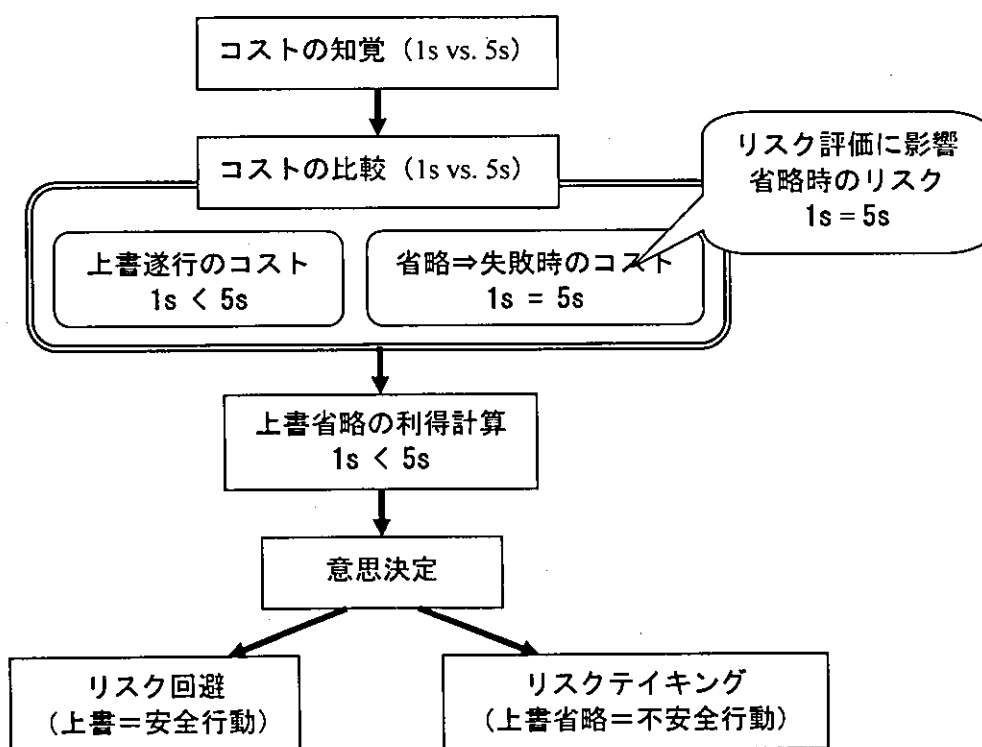 コストの知覚（1s vs. 5s）
コストの比較（1s vs. 5s）
リスク評価に影響
省略時のリスク
1s = 5s
上書遂行のコスト
1s < 5s
省略⇒失敗時のコスト
1s = 5s
上書省略の利得計算
1s < 5s
意思決定
リスク回避
（上書＝安全行動）
リスクテイキング
（上書省略＝不安全行動）